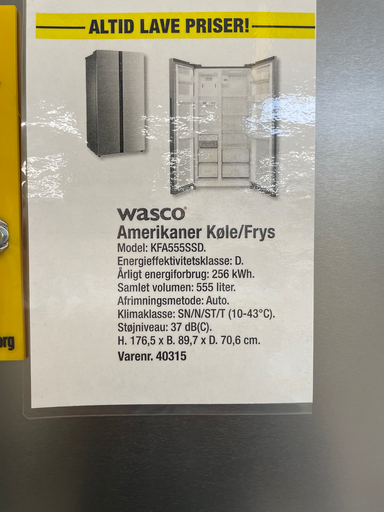 ALTID LAVE PRISER!
wasco
Amerikaner Køle/Frys
Model: KFA555SSD.
Energieffektivitetsklasse: D.
Årligt energiforbrug: 256 kWh.
Samlet volumen: 555 liter.
Afrimningsmetode: Auto.
Klimaklasse: SN/N/ST/T (10-43°C).
Støjniveau: 37 dB(C).
H. 176,5 x B. 89,7 x D. 70,6 cm.
Varenr. 40315